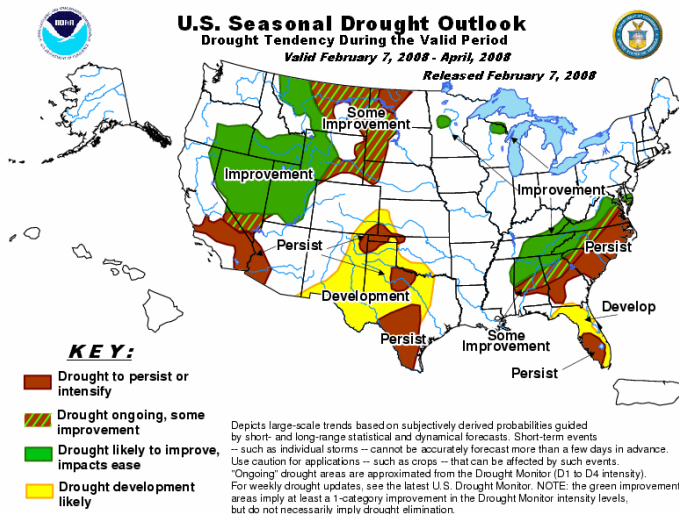 NOAA
U.S. Seasonal Drought Outlook
Drought Tendency During the Valid Period
Valid February 7, 2008 - April, 2008
Released February 7, 2008
Some
Improvement
Improvement
Improvement
Persist
Persist
Development
Develop
Persist
Some
Improvement
Persist
KEY:
Drought to persist or
intensify
Drought ongoing, some
improvement
Drought likely to improve,
impacts ease
Drought development
likely
Depicts large-scale trends based on subjectively derived probabilities guided
by short- and long-range statistical and dynamical forecasts. Short-term events
-- such as individual storms -- cannot be accurately forecast more than a few days in advance.
Use caution for applications -- such as crops -- that can be affected by such events.
"Ongoing" drought areas are approximated from the Drought Monitor (D1 to D4 intensity).
For weekly drought updates, see the latest U.S. Drought Monitor. NOTE: the green improvement
areas imply at least a 1-category improvement in the Drought Monitor intensity levels,
but do not necessarily imply drought elimination.